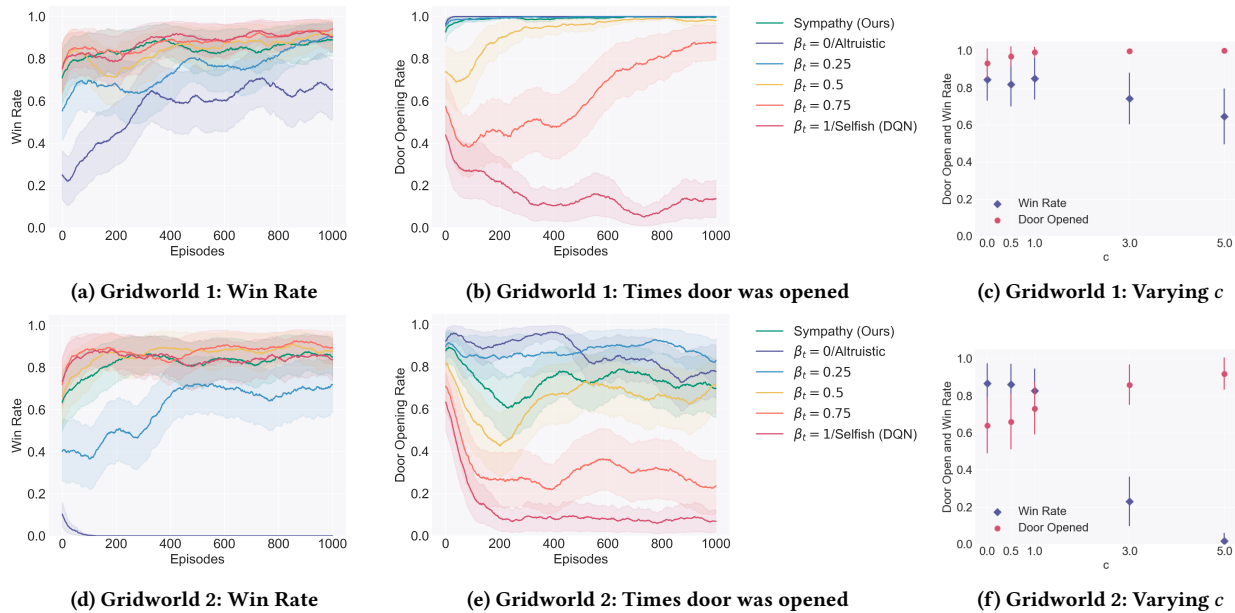 1.0
0.8
0.6
0.4
0.2
0.0
Win Rate
0 200 400 600 800 1000
Episodes
(a) Gridworld 1: Win Rate
1.0
0.8
0.6
0.4
0.2
0.0
Door Opening Rate
0 200 400 600 800 1000
Episodes
(b) Gridworld 1: Times door was opened
Sympathy (Ours)
βₜ = 0/Altruistic
βₜ = 0.25
βₜ = 0.5
βₜ = 0.75
βₜ = 1/Selfish (DQN)
1.0
0.8
0.6
0.4
0.2
0.0
Door Open and Win Rate
Win Rate
Door Opened
0.0 0.5 1.0 3.0 5.0
c
(c) Gridworld 1: Varying c
1.0
0.8
0.6
0.4
0.2
0.0
Win Rate
0 200 400 600 800 1000
Episodes
(d) Gridworld 2: Win Rate
1.0
0.8
0.6
0.4
0.2
0.0
Door Opening Rate
0 200 400 600 800 1000
Episodes
(e) Gridworld 2: Times door was opened
Sympathy (Ours)
βₜ = 0/Altruistic
βₜ = 0.25
βₜ = 0.5
βₜ = 0.75
βₜ = 1/Selfish (DQN)
1.0
0.8
0.6
0.4
0.2
0.0
Door Open and Win Rate
Win Rate
Door Opened
0.0 0.5 1.0 3.0 5.0
c
(f) Gridworld 2: Varying c